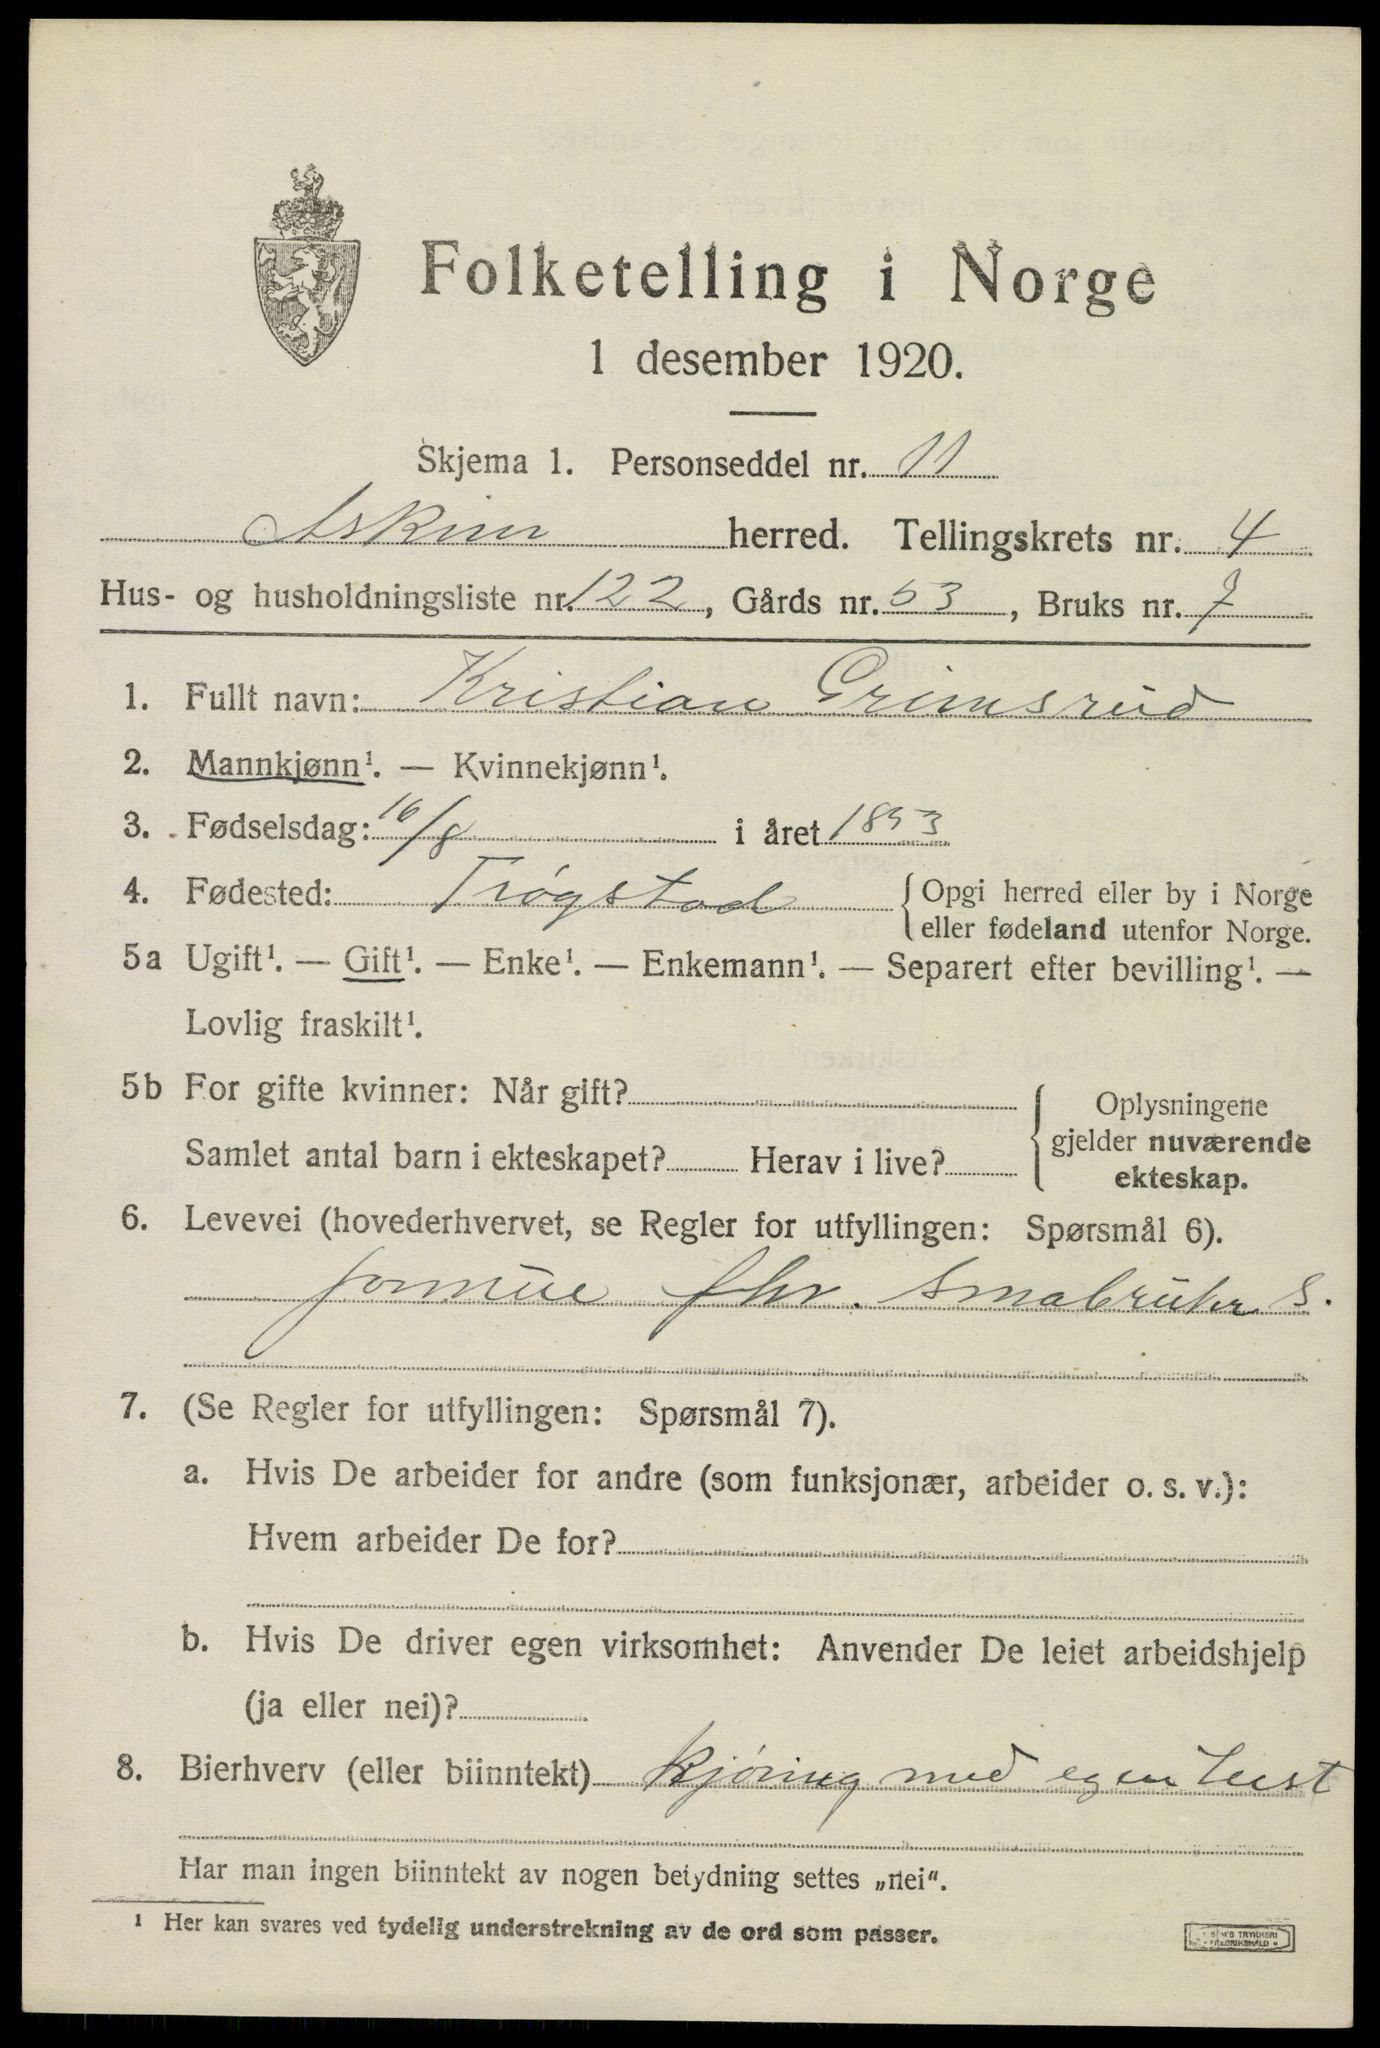 Folketelling i Norge
1 desember 1920.
Skjema 1. Personseddel nr. 11
Askim herred. Tellingskrets nr. 4
Hus- og husholdningsliste nr. 122, Gårds nr. 53, Bruks nr. 7
1. Fullt navn: Kristian Grimsrud
2. Mannkjønn¹. — Kvinnekjønn¹.
3. Fødselsdag: 16/8 i året 1853
4. Fødested: Trøgstad { Opgi herred eller by i Norge
eller fødeland utenfor Norge.
5a Ugift¹. — Gift¹. — Enke¹. — Enkemann¹. — Separert efter bevilling¹. —
Lovlig fraskilt¹.
5b For gifte kvinner: Når gift?
Samlet antal barn i ekteskapet? Herav i live?
{ Oplysningene
gjelder nuværende
ekteskap.
6. Levevei (hovederhvervet, se Regler for utfyllingen: Spørsmål 6).
formue fhv. Smabruker S.
7. (Se Regler for utfyllingen: Spørsmål 7).
a. Hvis De arbeider for andre (som funksjonær, arbeider o. s. v.):
Hvem arbeider De for?
b. Hvis De driver egen virksomhet: Anvender De leiet arbeidshjelp
(ja eller nei)?
8. Bierhverv (eller biinntekt) kjöring med egen hest
Har man ingen biinntekt av nogen betydning settes „nei“.
¹ Her kan svares ved tydelig understrekning av de ord som passer.
TRYKKERI
FREDRIKSHALD